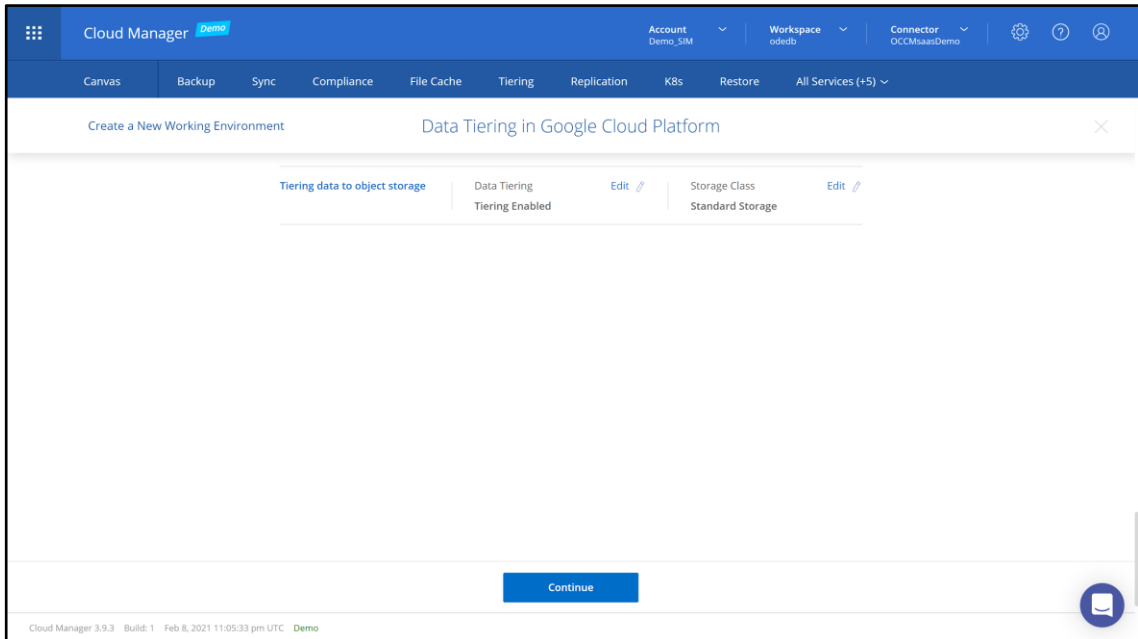 Cloud Manager Demo
Account
Demo_SIM
Workspace
odedb
Connector
OCCMsaasDemo
Canvas Backup Sync Compliance File Cache Tiering Replication K8s Restore All Services (+5)
Create a New Working Environment
Data Tiering in Google Cloud Platform
Tiering data to object storage
Data Tiering Edit
Tiering Enabled
Storage Class Edit
Standard Storage
Continue
Cloud Manager 3.9.3 Build: 1 Feb 8, 2021 11:05:33 pm UTC Demo